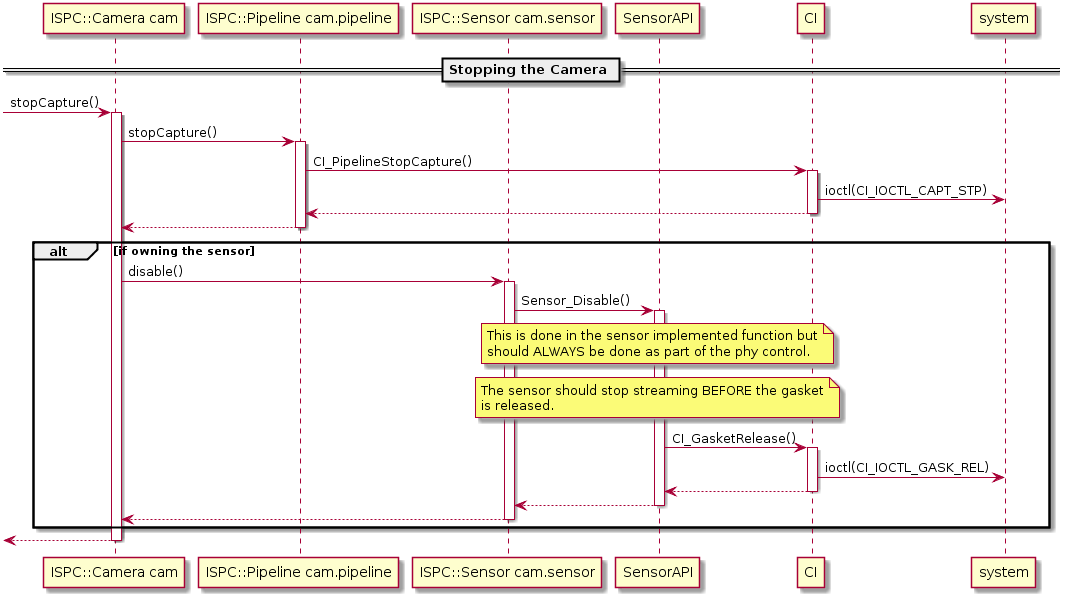 ISPC::Camera cam
ISPC::Pipeline cam.pipeline
ISPC::Sensor cam.sensor
SensorAPI
CI
system
Stopping the Camera
stopCapture()
stopCapture()
CI_PipelineStopCapture()
ioctl(CI_IOCTL_CAPT_STP)
alt
[if owning the sensor]
disable()
Sensor_Disable()
This is done in the sensor implemented function but
should ALWAYS be done as part of the phy control.
The sensor should stop streaming BEFORE the gasket
is released.
CI_GasketRelease()
ioctl(CI_IOCTL_GASK_REL)
ISPC::Camera cam
ISPC::Pipeline cam.pipeline
ISPC::Sensor cam.sensor
SensorAPI
CI
system